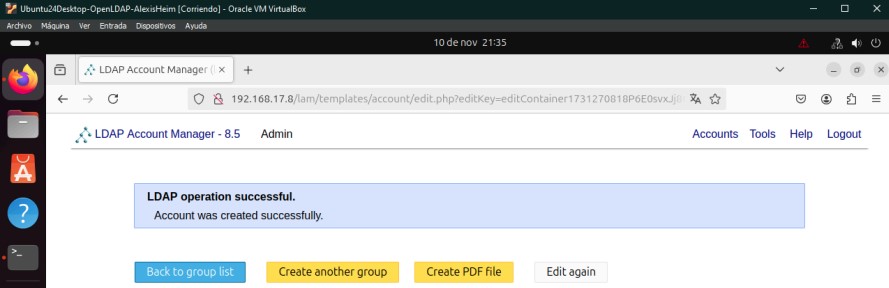 Ubuntu24Desktop-OpenLDAP-AlexisHeim [Corriendo] - Oracle VM VirtualBox
Archivo Máquina Ver Entrada Dispositivos Ayuda
10 de nov 21:35
LDAP Account Manager (
192.168.17.8/lam/templates/account/edit.php?editKey=editContainer1731270818P6E0svxJj8
LDAP Account Manager - 8.5 Admin Accounts Tools Help Logout
LDAP operation successful.
Account was created successfully.
Back to group list Create another group Create PDF file Edit again